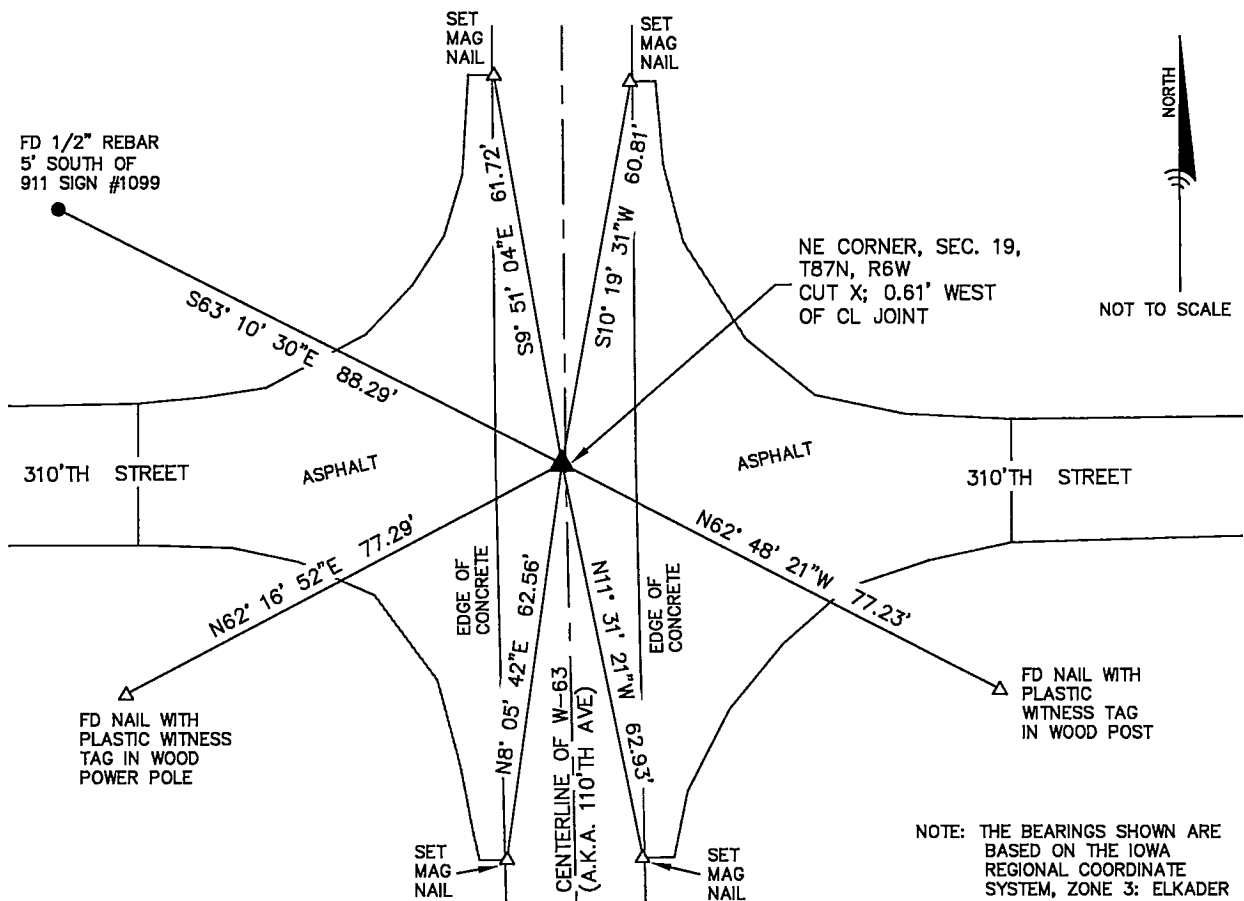 SET
MAG
NAIL
SET
MAG
NAIL
NORTH
FD 1/2" REBAR
5' SOUTH OF
911 SIGN #1099
61.72'
S9° 51' 04"E
60.81'
S10° 19' 31"W
NE CORNER, SEC. 19,
T87N, R6W
CUT X; 0.61' WEST
OF CL JOINT
NOT TO SCALE
S63° 10' 30"E 88.29'
310'TH STREET
ASPHALT
ASPHALT
310'TH STREET
N62° 16' 52"E 77.29'
N62° 48' 21"W 77.23'
EDGE OF
CONCRETE
EDGE OF
CONCRETE
N8° 05' 42"E 62.56'
N11° 31' 21"W 62.93'
CENTERLINE OF W-63
(A.K.A. 110'TH AVE)
FD NAIL WITH
PLASTIC WITNESS
TAG IN WOOD
POWER POLE
FD NAIL WITH
PLASTIC
WITNESS TAG
IN WOOD POST
SET
MAG
NAIL
SET
MAG
NAIL
NOTE: THE BEARINGS SHOWN ARE
BASED ON THE IOWA
REGIONAL COORDINATE
SYSTEM, ZONE 3: ELKADER